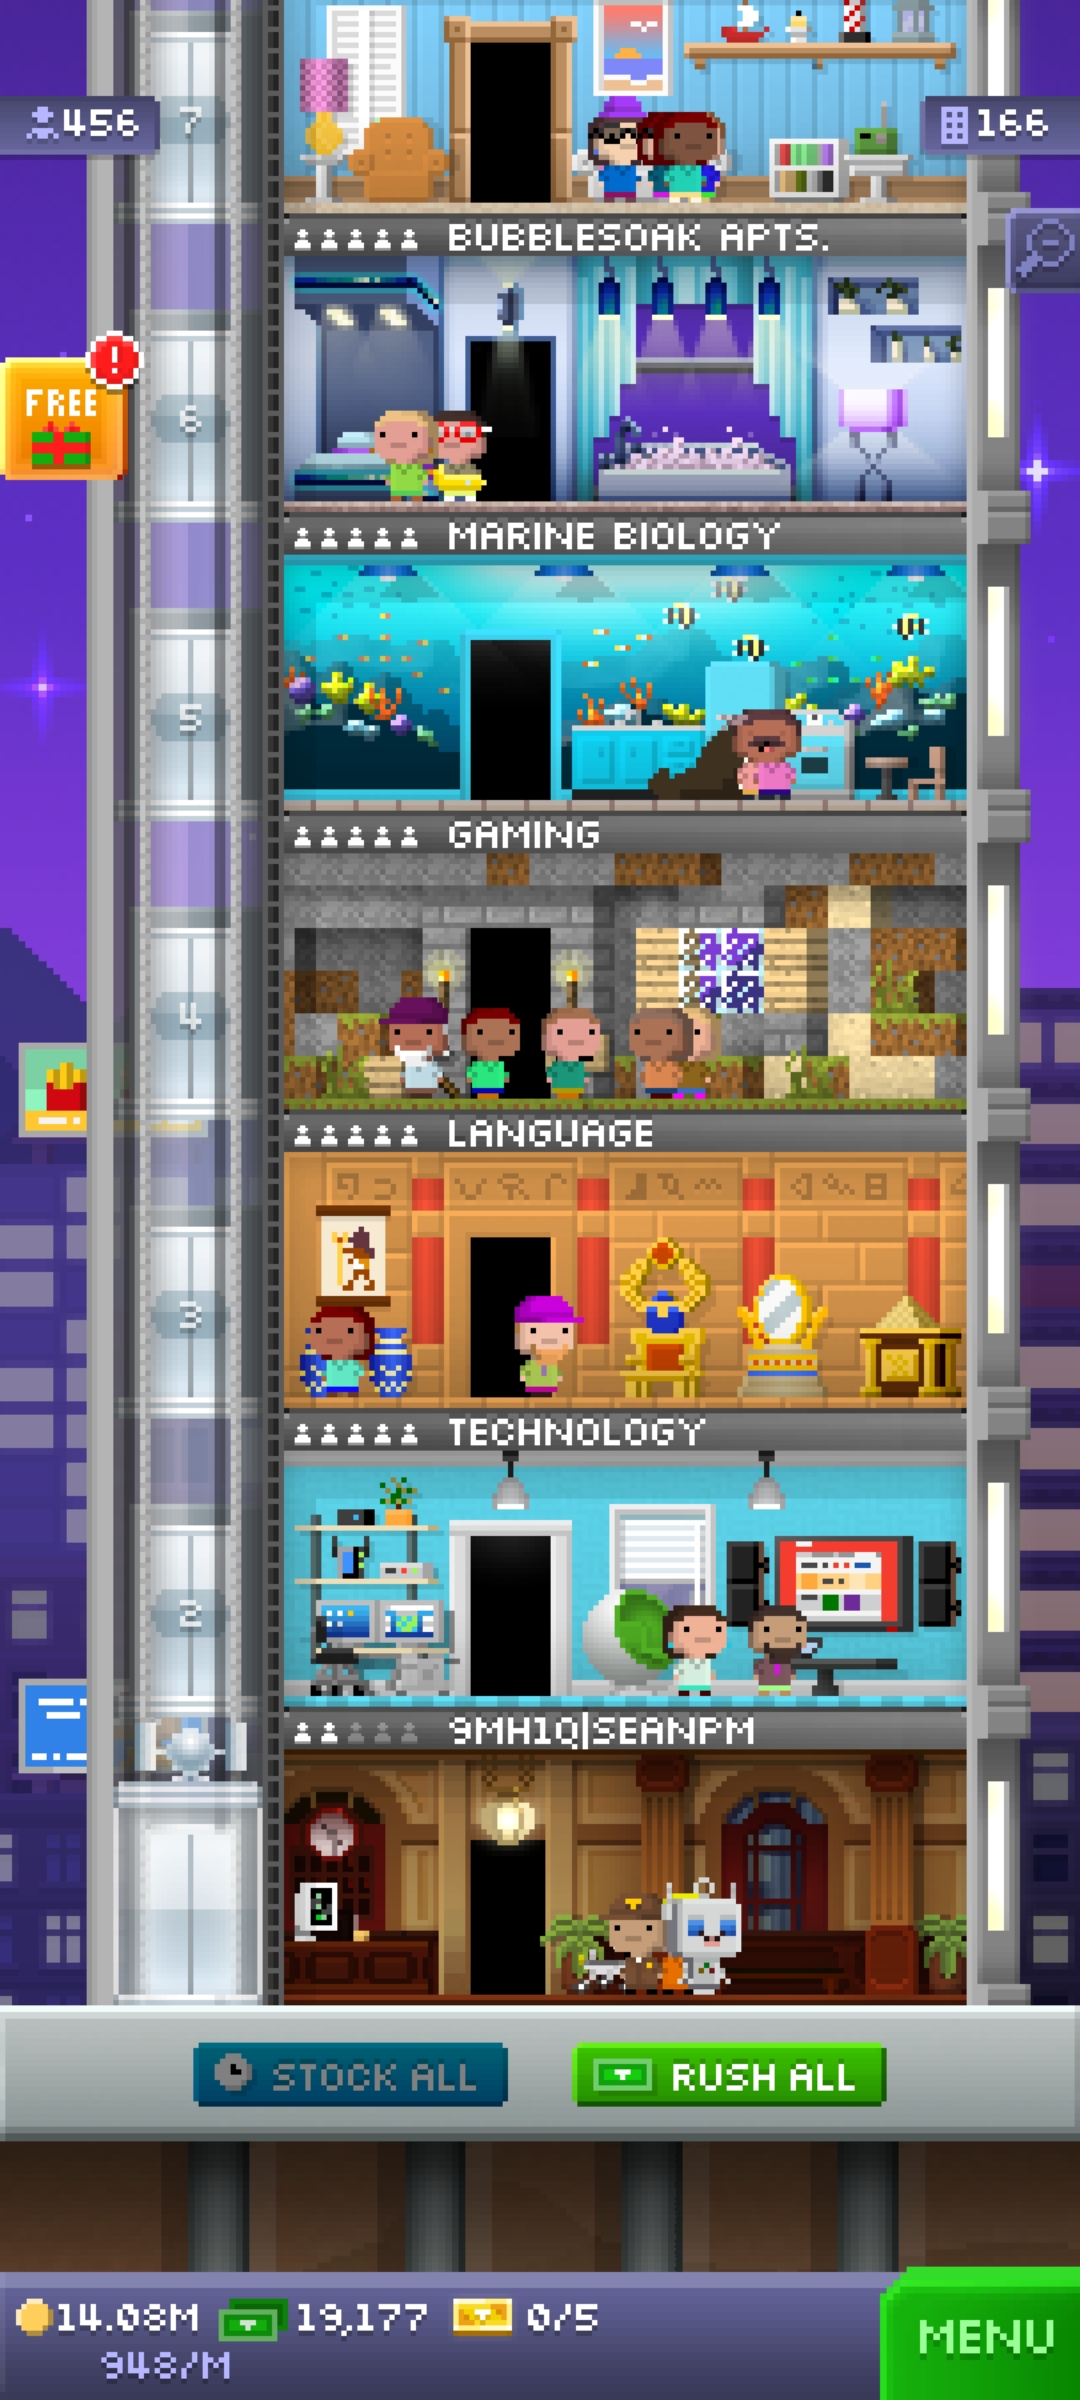 7
456
166
BUBBLESOAK APTS.
FREE
!
6
MARINE BIOLOGY
5
GAMING
4
LANGUAGE
3
TECHNOLOGY
2
9MH1Q|SEANPM
STOCK ALL
RUSH ALL
14.08M
19,177
0/5
948/M
MENU